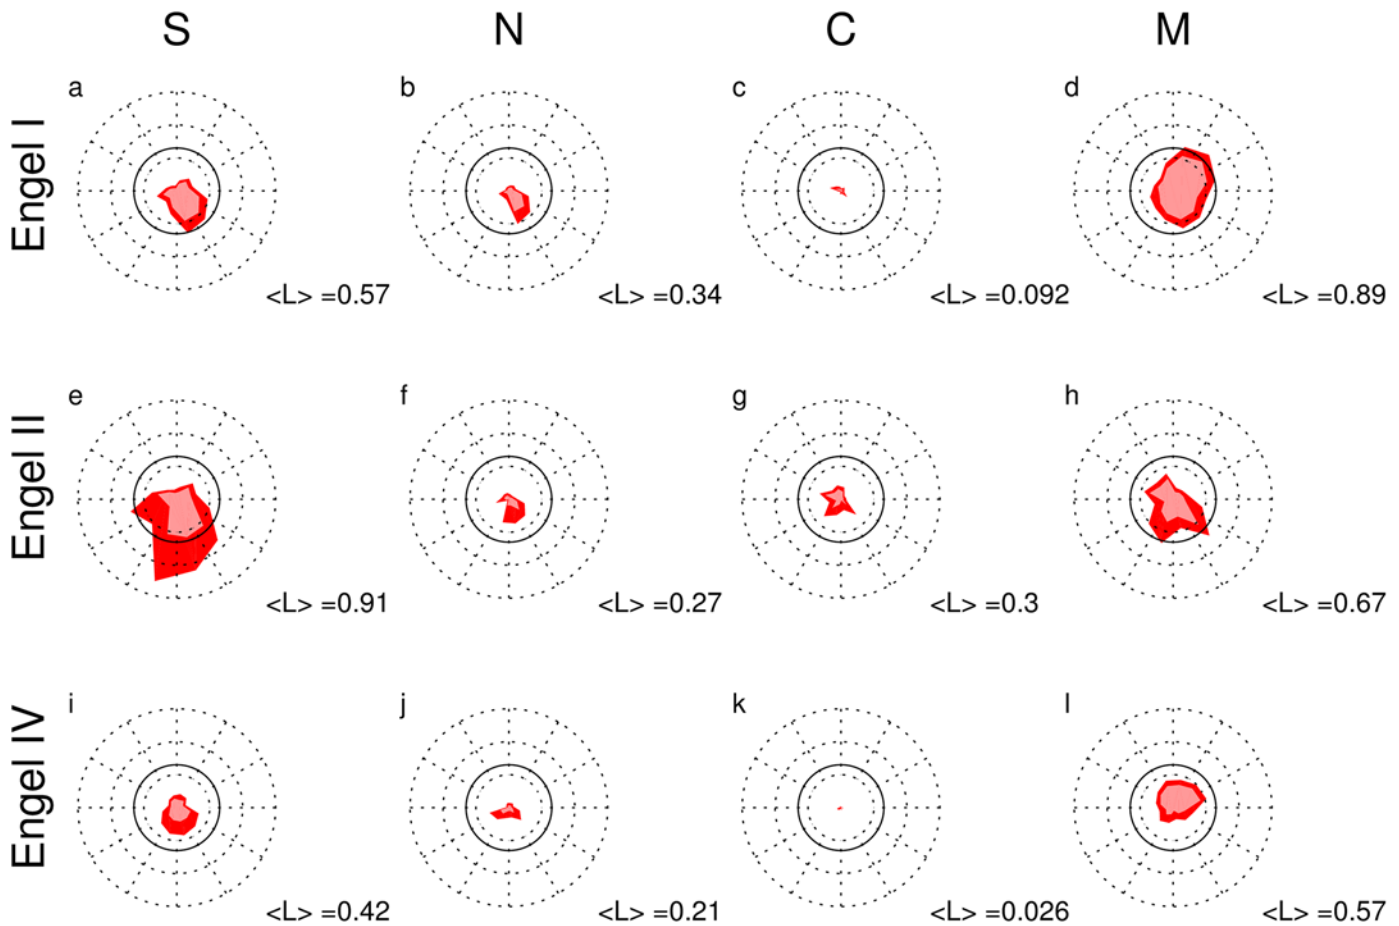 S N C M
Engel I
a b c d
<L> =0.57 <L> =0.34 <L> =0.092 <L> =0.89
Engel II
e f g h
<L> =0.91 <L> =0.27 <L> =0.3 <L> =0.67
Engel IV
i j k l
<L> =0.42 <L> =0.21 <L> =0.026 <L> =0.57